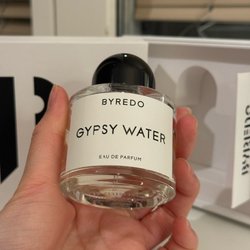 BYREDO
GYPSY WATER
EAU DE PARFUM